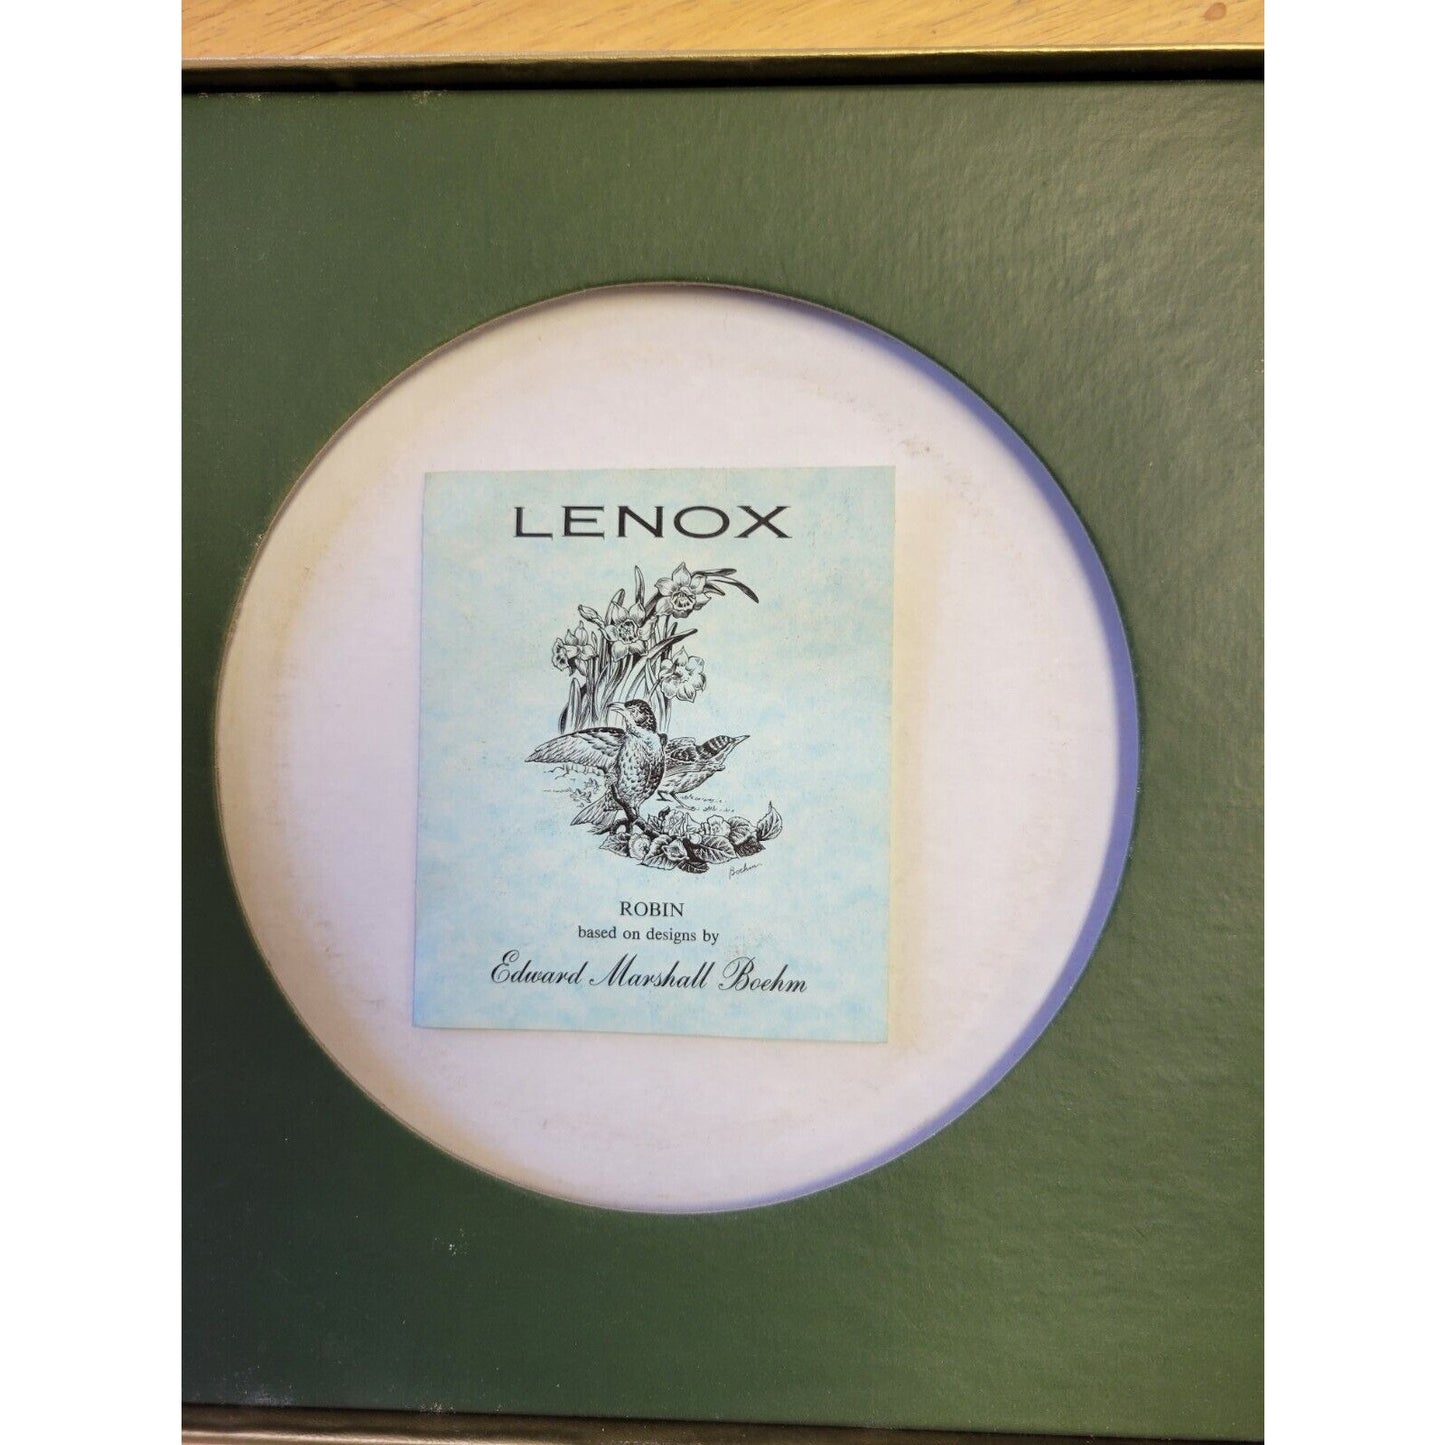 LENOX
Boehm
ROBIN
based on designs by
Edward Marshall Boehm